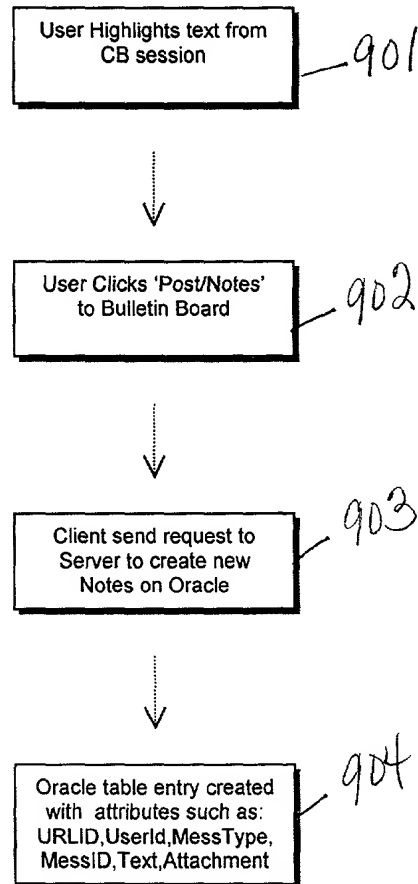 User Highlights text from
CB session
901
User Clicks 'Post/Notes'
to Bulletin Board
902
Client send request to
Server to create new
Notes on Oracle
903
Oracle table entry created
with attributes such as:
URLID,UserId,MessType,
MessID,Text,Attachment
904